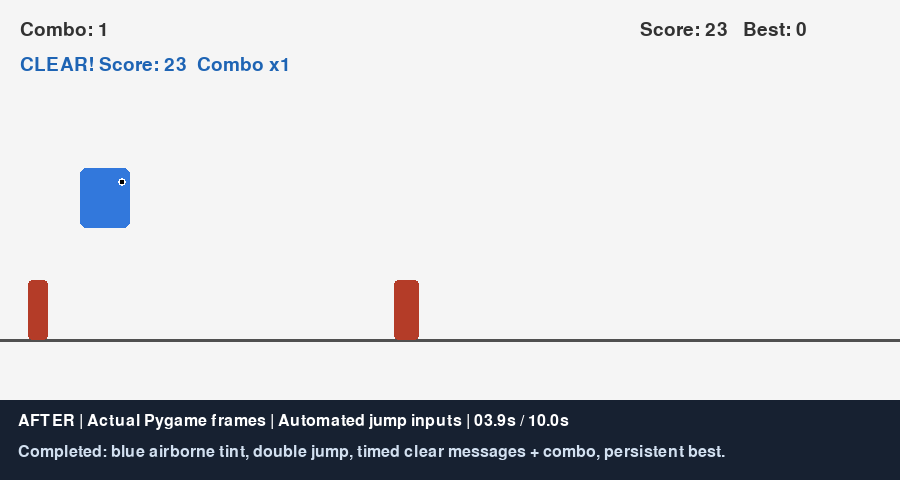 Combo: 1
Score: 23   Best: 0
CLEAR! Score: 23  Combo x1
AFTER | Actual Pygame frames | Automated jump inputs | 03.9s / 10.0s
Completed: blue airborne tint, double jump, timed clear messages + combo, persistent best.